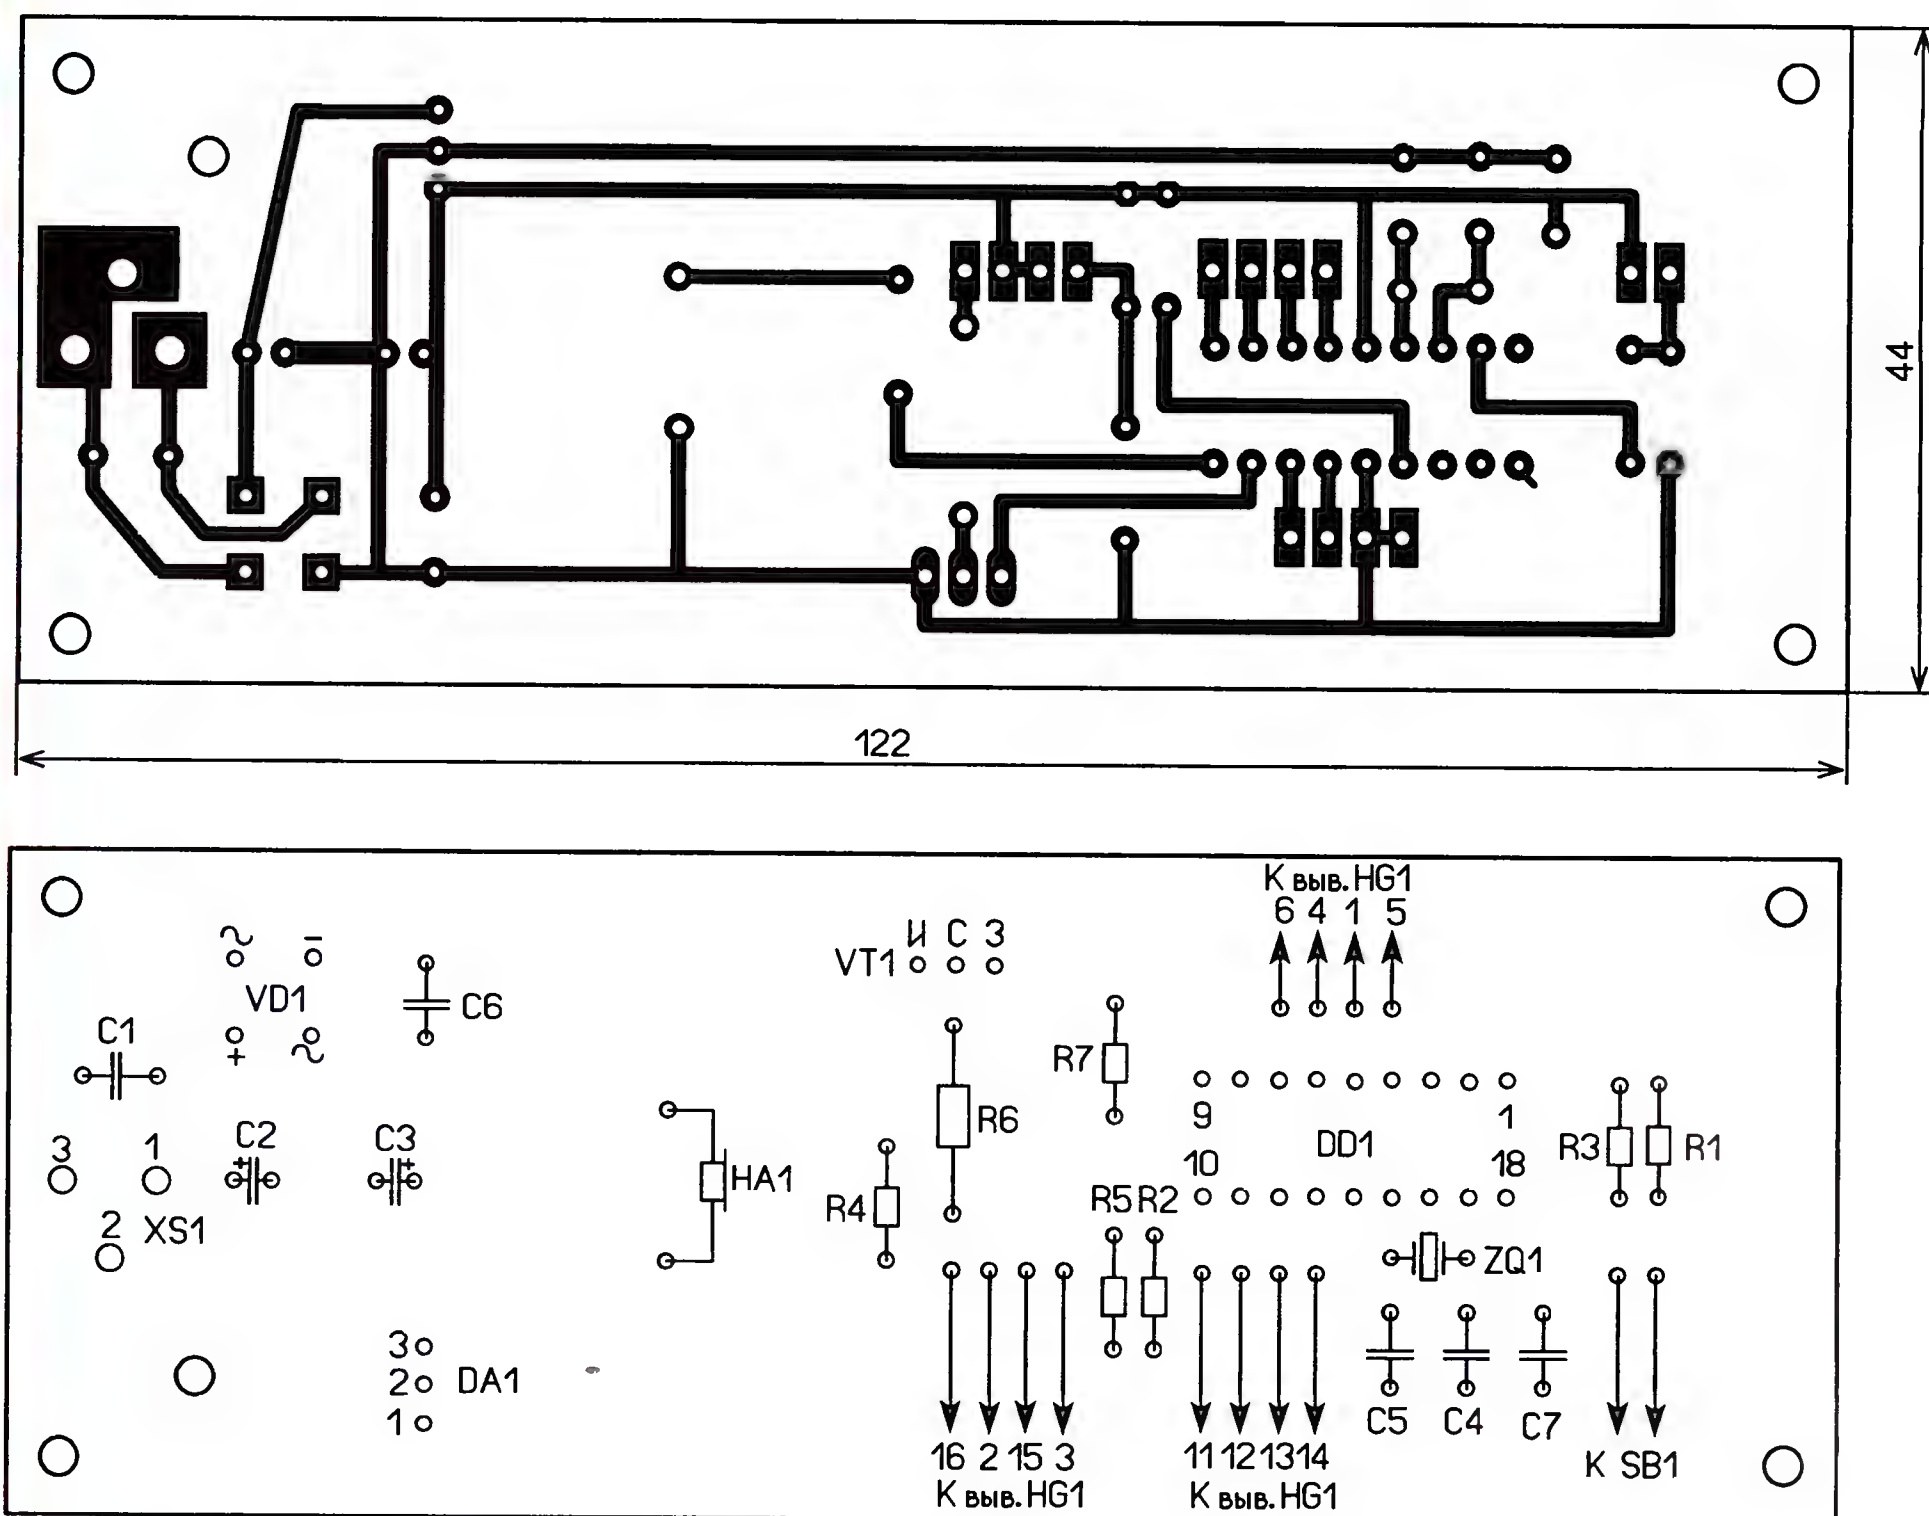 44
122
К выв. HG1
6 4 1 5
И С З
VT1
VD1
C6
C1
R7
R6
9 1
3 1
C2 C3
DD1
R3 R1
10 18
HA1
R4
R5 R2
2 XS1
ZQ1
3
2 DA1
1
C5 C4 C7
16 2 15 3
11 12 13 14
К SB1
К выв. HG1
К выв. HG1
~
–
+
~
+
+